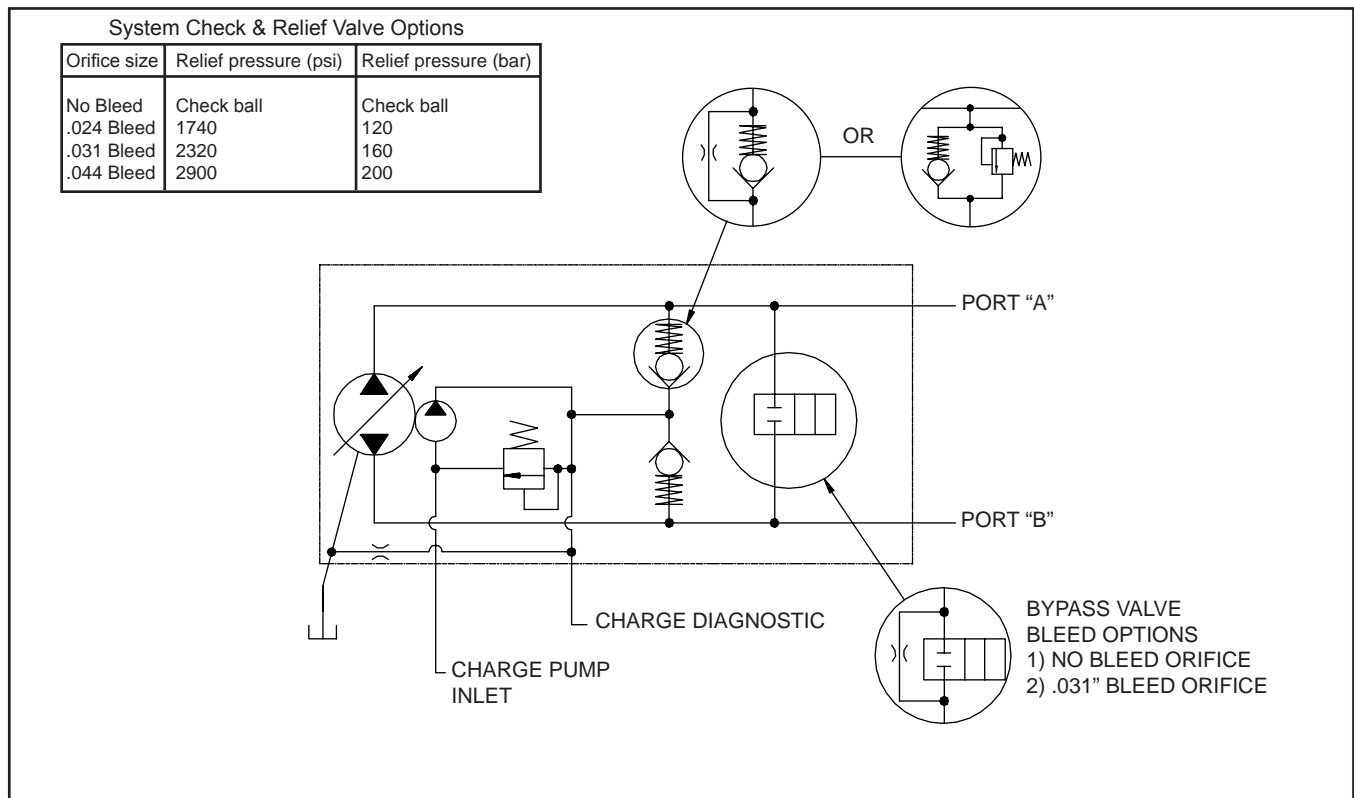 System Check & Relief Valve Options
Orifice size Relief pressure (psi) Relief pressure (bar)
No Bleed Check ball Check ball
.024 Bleed 1740 120
.031 Bleed 2320 160
.044 Bleed 2900 200
OR
PORT “A”
PORT “B”
CHARGE DIAGNOSTIC
CHARGE PUMP
INLET
BYPASS VALVE
BLEED OPTIONS
1) NO BLEED ORIFICE
2) .031” BLEED ORIFICE